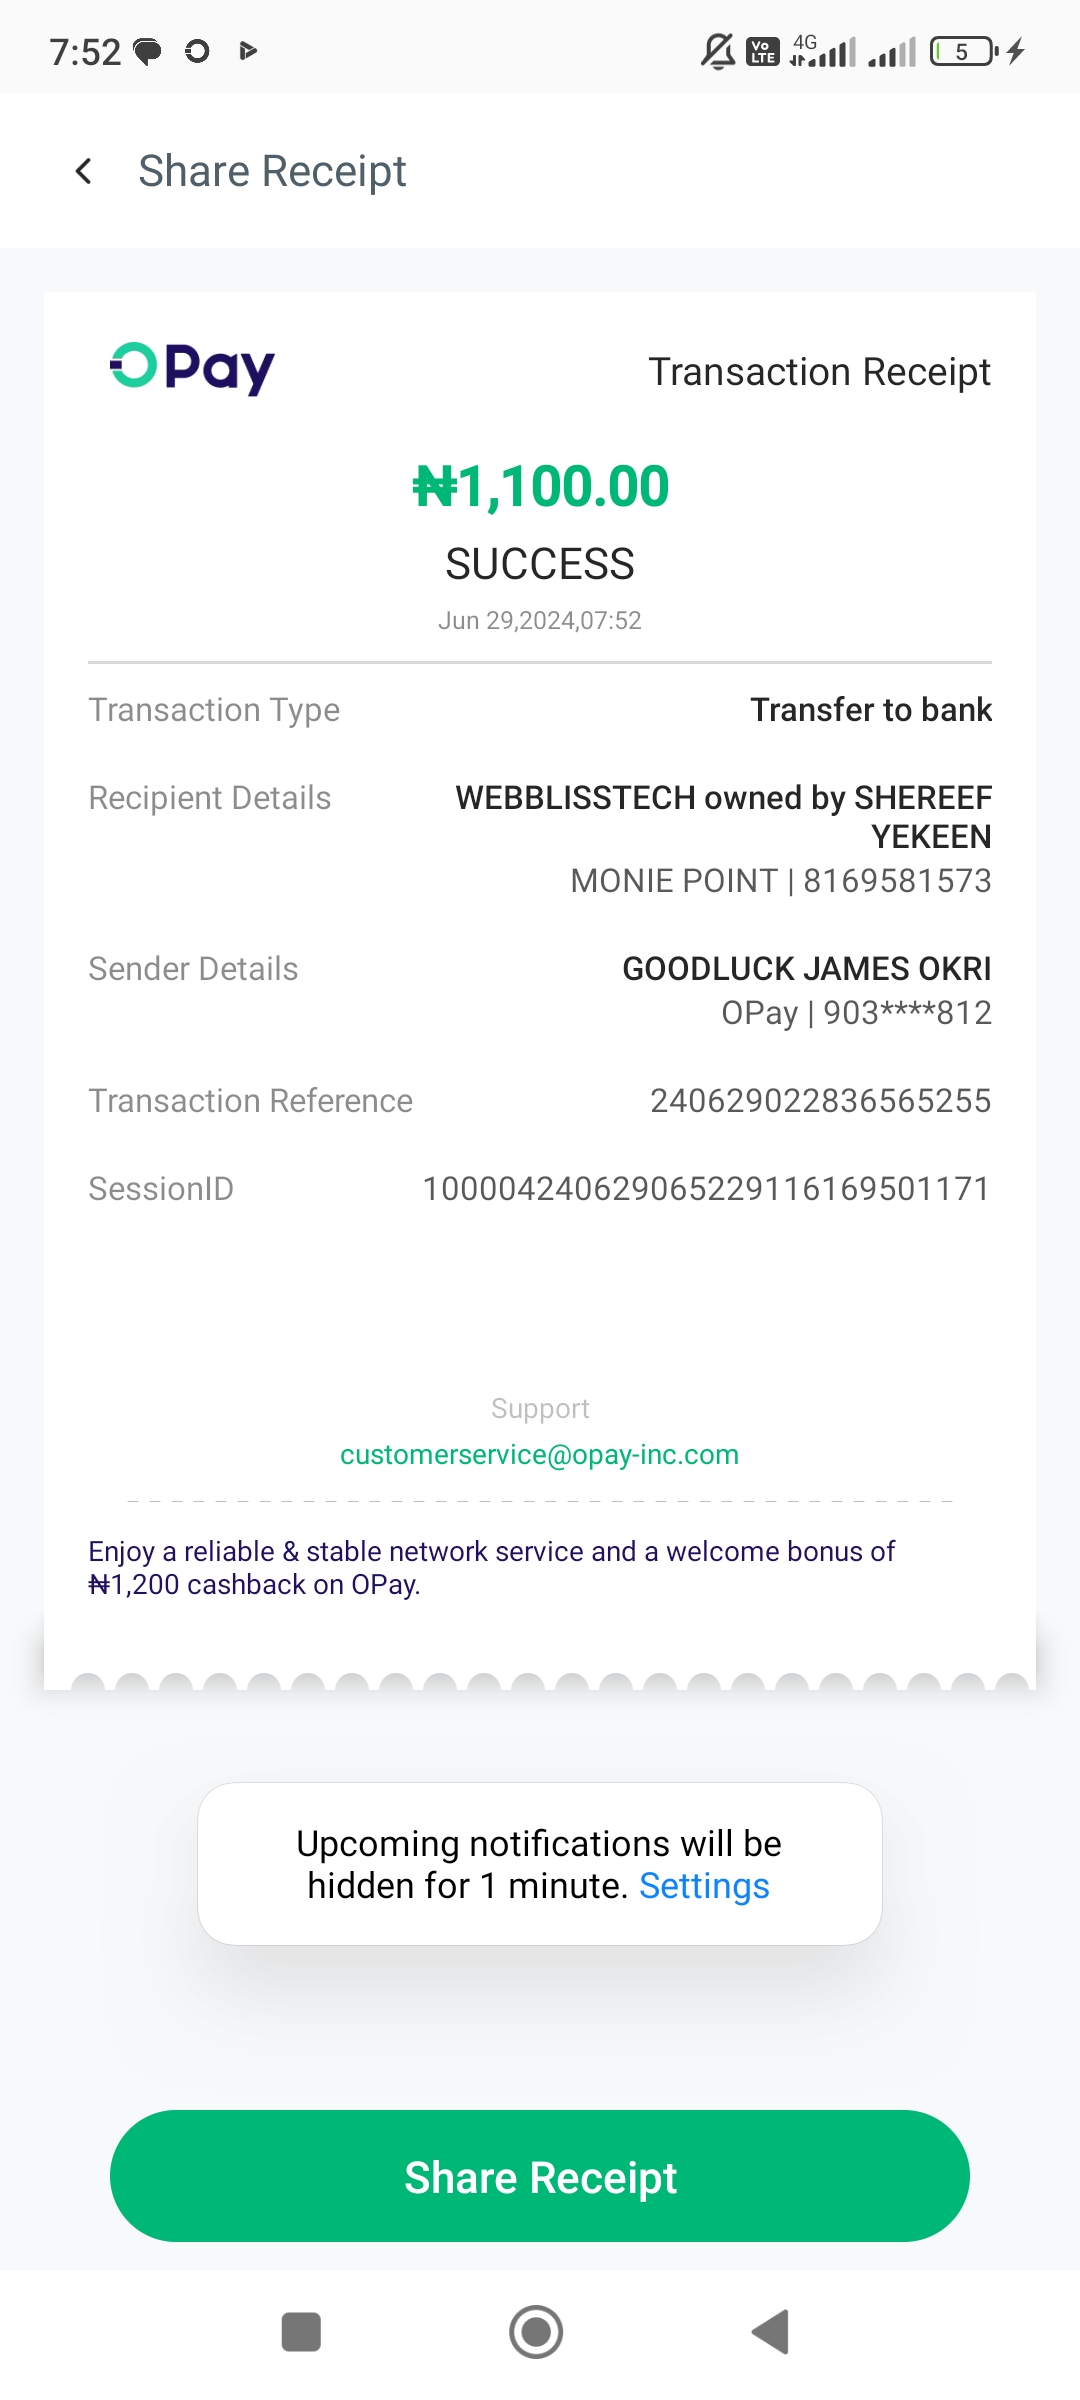 7:52
Vo LTE 4G 5
Share Receipt
OPay
Transaction Receipt
₦1,100.00
SUCCESS
Jun 29,2024,07:52
Transaction Type Transfer to bank
Recipient Details WEBBLISSTECH owned by SHEREEF
YEKEEN
MONIE POINT | 8169581573
Sender Details GOODLUCK JAMES OKRI
OPay | 903****812
Transaction Reference 240629022836565255
SessionID 100004240629065229116169501171
Support
customerservice@opay-inc.com
Enjoy a reliable & stable network service and a welcome bonus of
₦1,200 cashback on OPay.
Upcoming notifications will be
hidden for 1 minute. Settings
Share Receipt